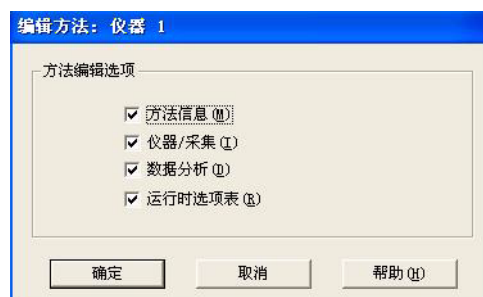 编辑方法: 仪器 1
方法编辑选项
方法信息(M)
仪器/采集(I)
数据分析(D)
运行时选项表(R)
确定 取消 帮助(H)